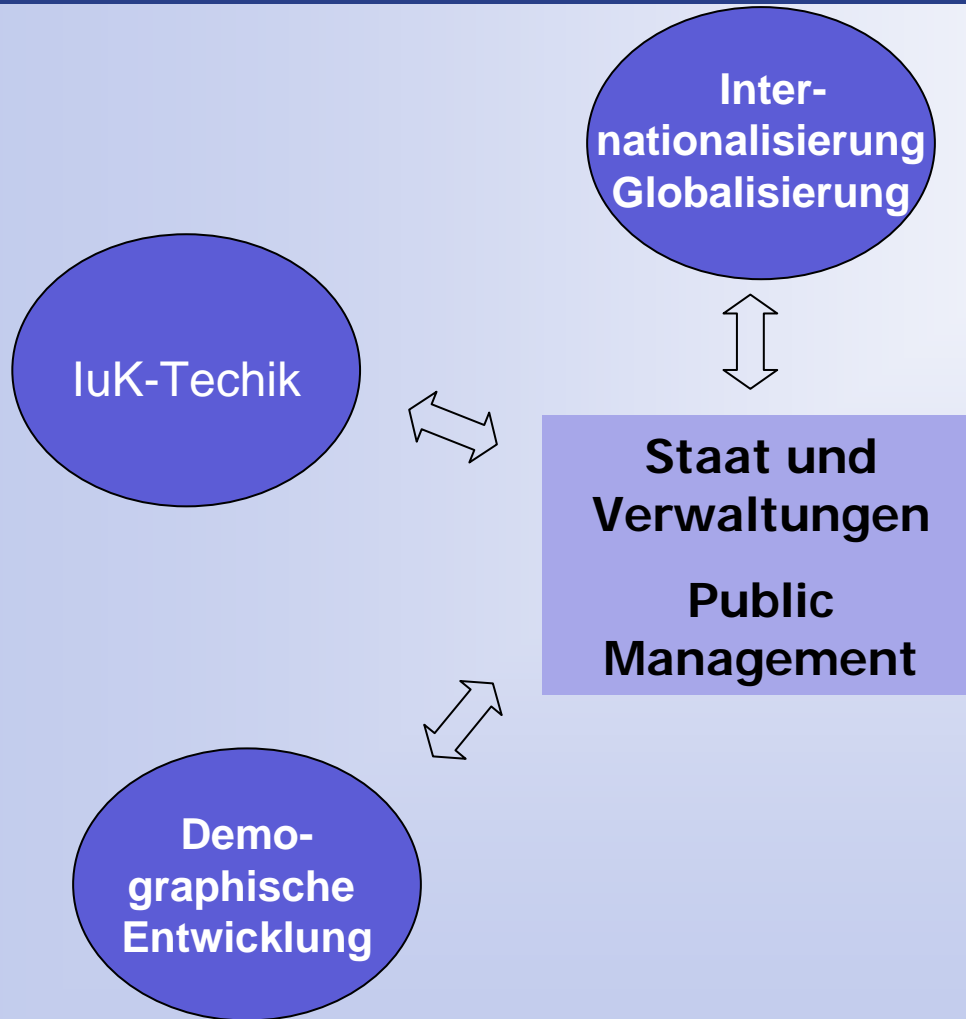 Inter-
nationalisierung
Globalisierung
IuK-Techik
Staat und
Verwaltungen
Public
Management
Demo-
graphische
Entwicklung